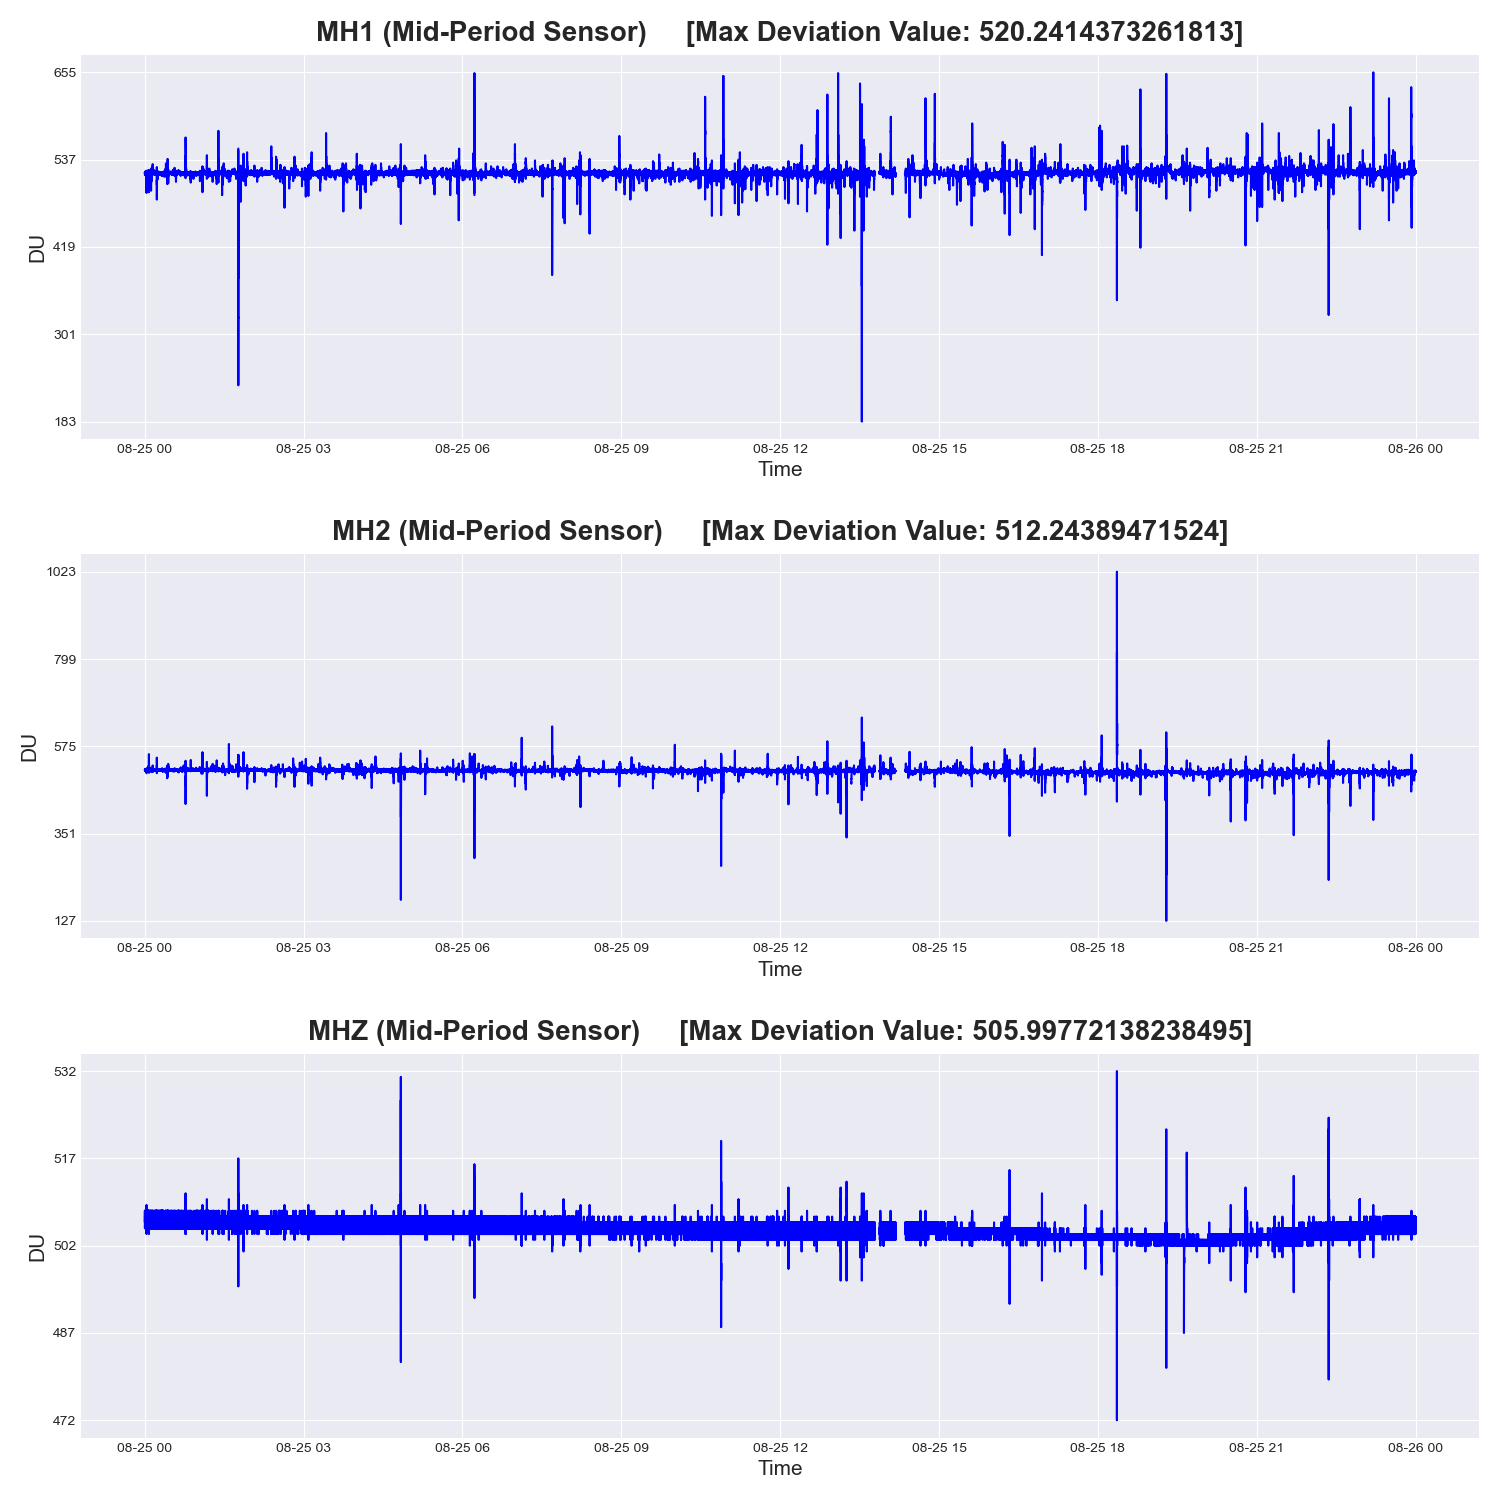 MH1 (Mid-Period Sensor) [Max Deviation Value: 520.2414373261813]
655
537
419
301
183
DU
08-25 00 08-25 03 08-25 06 08-25 09 08-25 12 08-25 15 08-25 18 08-25 21 08-26 00
Time
MH2 (Mid-Period Sensor) [Max Deviation Value: 512.24389471524]
1023
799
575
351
127
DU
08-25 00 08-25 03 08-25 06 08-25 09 08-25 12 08-25 15 08-25 18 08-25 21 08-26 00
Time
MHZ (Mid-Period Sensor) [Max Deviation Value: 505.99772138238495]
532
517
502
487
472
DU
08-25 00 08-25 03 08-25 06 08-25 09 08-25 12 08-25 15 08-25 18 08-25 21 08-26 00
Time